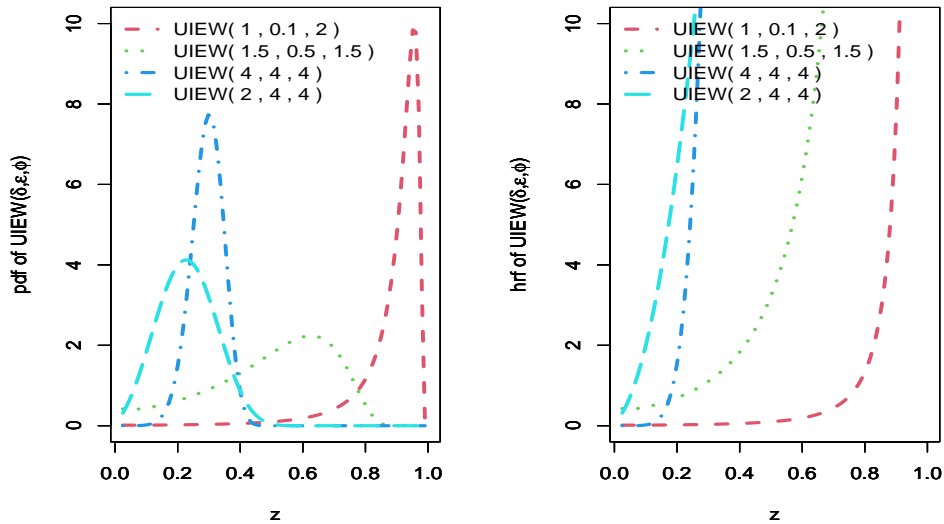 UIEW( 1 , 0.1 , 2 )
UIEW( 1.5 , 0.5 , 1.5 )
UIEW( 4 , 4 , 4 )
UIEW( 2 , 4 , 4 )
pdf of UIEW(δ,ε,ϕ)
10
8
6
4
2
0
0.0 0.2 0.4 0.6 0.8 1.0
z
UIEW( 1 , 0.1 , 2 )
UIEW( 1.5 , 0.5 , 1.5 )
UIEW( 4 , 4 , 4 )
UIEW( 2 , 4 , 4 )
hrf of UIEW(δ,ε,ϕ)
10
8
6
4
2
0
0.0 0.2 0.4 0.6 0.8 1.0
z